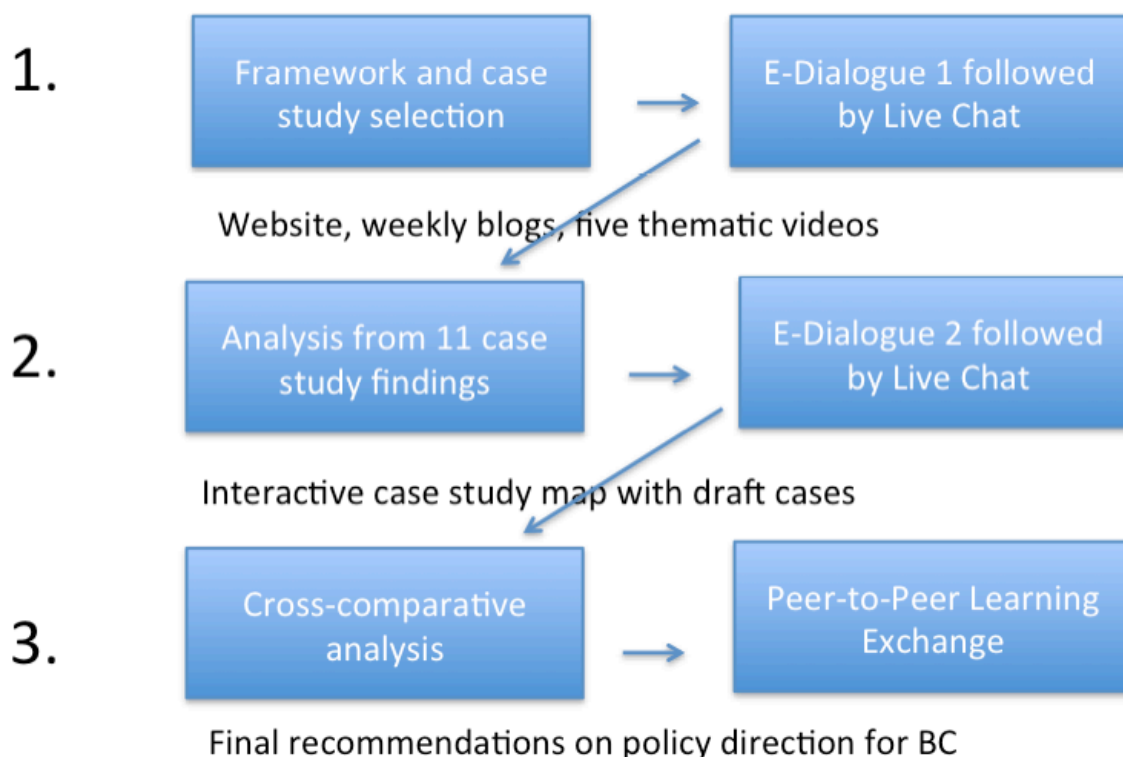 1.
Framework and case
study selection
E-Dialogue 1 followed
by Live Chat
Website, weekly blogs, five thematic videos
2.
Analysis from 11 case
study findings
E-Dialogue 2 followed
by Live Chat
Interactive case study map with draft cases
3.
Cross-comparative
analysis
Peer-to-Peer Learning
Exchange
Final recommendations on policy direction for BC